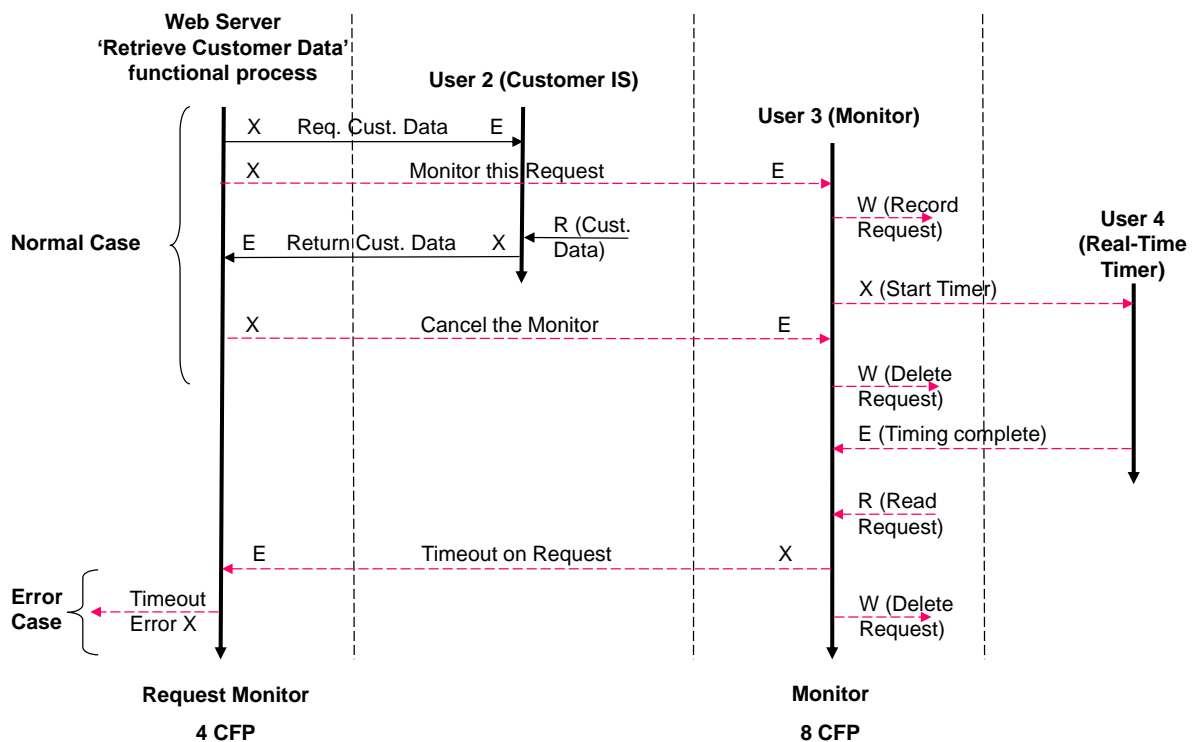 Web Server
‘Retrieve Customer Data’
functional process
User 2 (Customer IS)
User 3 (Monitor)
User 4
(Real-Time
Timer)
Normal Case
X Req. Cust. Data E
X Monitor this Request E
W (Record
Request)
R (Cust.
Data)
E Return Cust. Data X
X (Start Timer)
X Cancel the Monitor E
W (Delete
Request)
E (Timing complete)
R (Read
Request)
E Timeout on Request X
Error
Case
Timeout
Error X
W (Delete
Request)
Request Monitor
4 CFP
Monitor
8 CFP